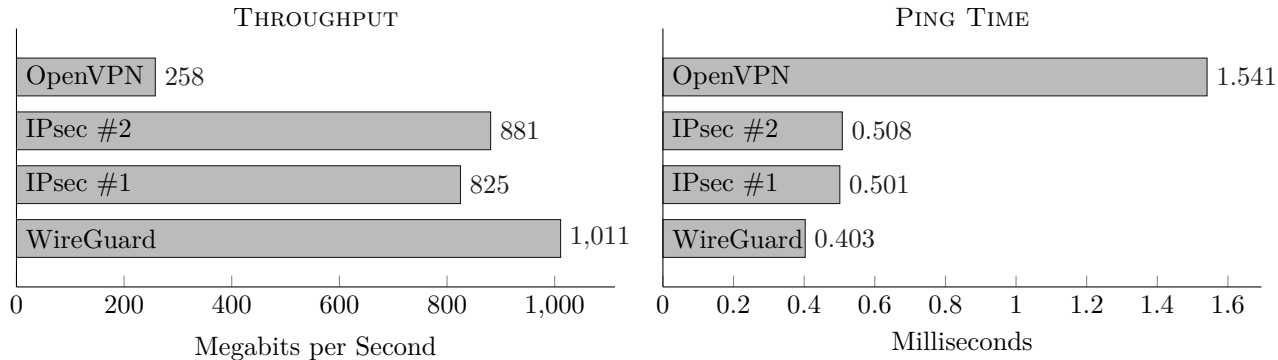 THROUGHPUT
OpenVPN 258
IPsec #2 881
IPsec #1 825
WireGuard 1,011
0 200 400 600 800 1,000
Megabits per Second
PING TIME
OpenVPN 1.541
IPsec #2 0.508
IPsec #1 0.501
WireGuard 0.403
0 0.2 0.4 0.6 0.8 1 1.2 1.4 1.6
Milliseconds